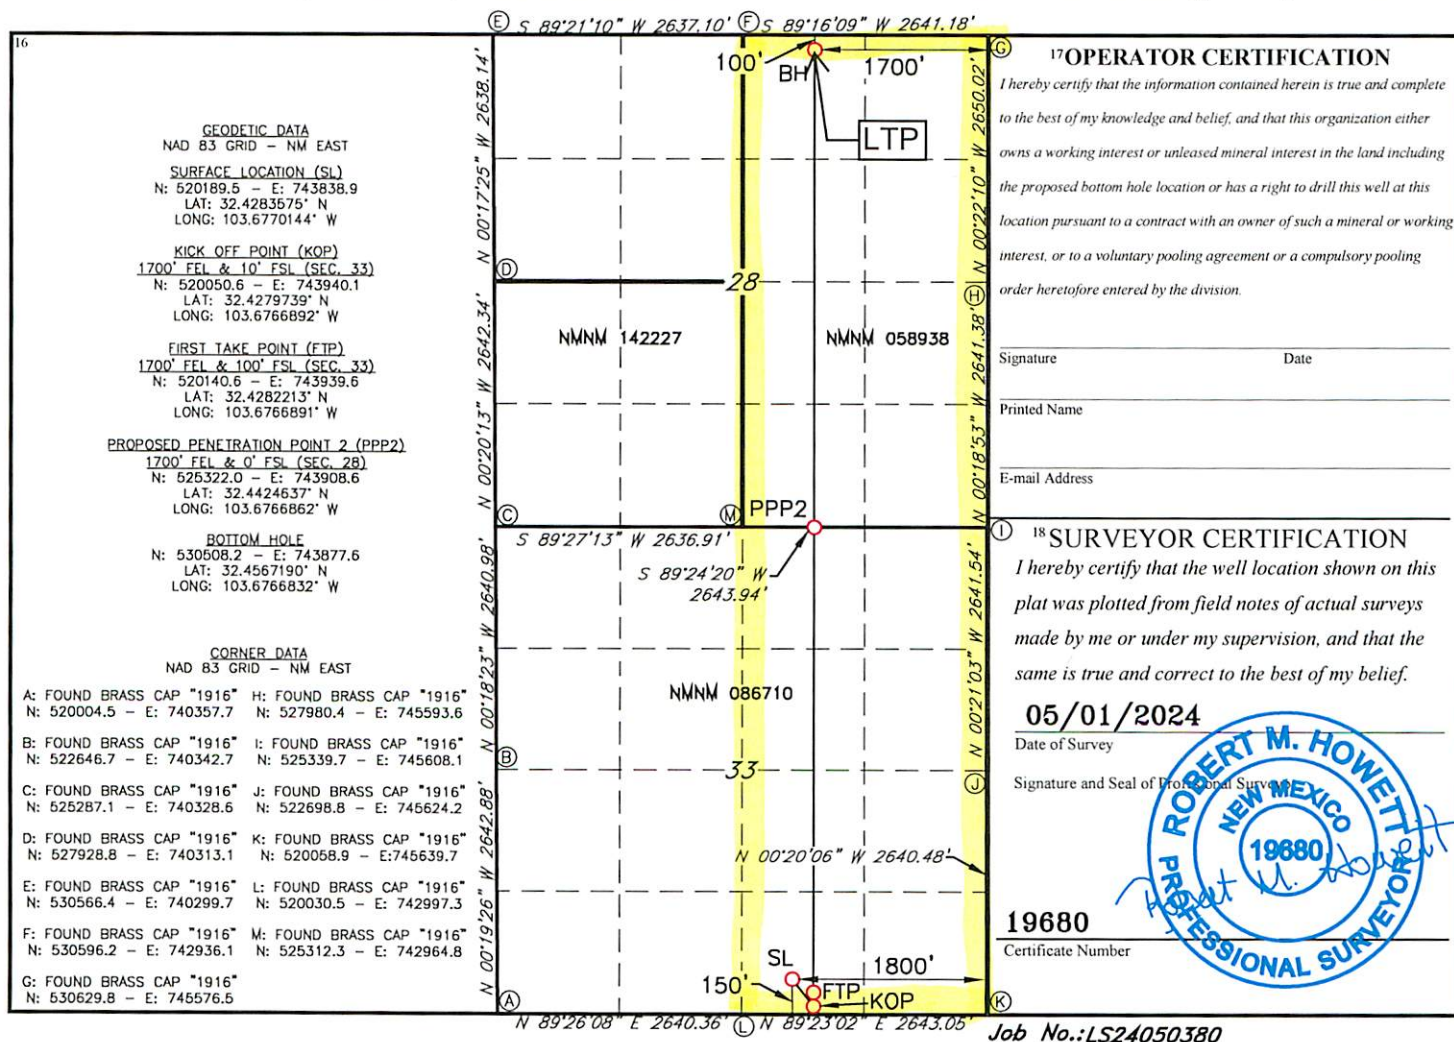 16
GEODETIC DATA
NAD 83 GRID - NM EAST
SURFACE LOCATION (SL)
N: 520189.5 - E: 743838.9
LAT: 32.4283575° N
LONG: 103.6770144° W
KICK OFF POINT (KOP)
1700' FEL & 10' FSL (SEC. 33)
N: 520050.6 - E: 743940.1
LAT: 32.4279739° N
LONG: 103.6766892° W
FIRST TAKE POINT (FTP)
1700' FEL & 100' FSL (SEC. 33)
N: 520140.6 - E: 743939.6
LAT: 32.4282213° N
LONG: 103.6766891° W
PROPOSED PENETRATION POINT 2 (PPP2)
1700' FEL & 0' FSL (SEC. 28)
N: 525322.0 - E: 743908.6
LAT: 32.4424637° N
LONG: 103.6766862° W
BOTTOM HOLE
N: 530508.2 - E: 743877.6
LAT: 32.4567190° N
LONG: 103.6766832° W
CORNER DATA
NAD 83 GRID - NM EAST
A: FOUND BRASS CAP "1916"
N: 520004.5 - E: 740357.7
B: FOUND BRASS CAP "1916"
N: 522646.7 - E: 740342.7
C: FOUND BRASS CAP "1916"
N: 525287.1 - E: 740328.6
D: FOUND BRASS CAP "1916"
N: 527928.8 - E: 740313.1
E: FOUND BRASS CAP "1916"
N: 530566.4 - E: 740299.7
F: FOUND BRASS CAP "1916"
N: 530596.2 - E: 742936.1
G: FOUND BRASS CAP "1916"
N: 530629.8 - E: 745576.5
H: FOUND BRASS CAP "1916"
N: 527980.4 - E: 745593.6
I: FOUND BRASS CAP "1916"
N: 525339.7 - E: 745608.1
J: FOUND BRASS CAP "1916"
N: 522698.8 - E: 745624.2
K: FOUND BRASS CAP "1916"
N: 520058.9 - E:745639.7
L: FOUND BRASS CAP "1916"
N: 520030.5 - E: 742997.3
M: FOUND BRASS CAP "1916"
N: 525312.3 - E: 742964.8
E S 89°21'10" W 2637.10' F S 89°16'09" W 2641.18'
G
100'
BH
1700'
LTP
N 00°17'25" W 2638.14'
N 00°22'10" W 2650.02'
D
28
H
NMNM 142227
NMNM 058938
N 00°20'13" W 2642.34'
N 00°18'53" W 2641.38'
C
M
PPP2
I
S 89°27'13" W 2636.91'
S 89°24'20" W
2643.94'
N 00°18'23" W 2640.98'
N 00°21'03" W 2641.54'
NMNM 086710
B
33
J
N 00°19'26" W 2642.88'
N 00°20'06" W 2640.48'
SL
1800'
150'
FTP
KOP
A
K
N 89°26'08" E 2640.36' L N 89°23'02" E 2643.05'
Job No.:LS24050380
17 OPERATOR CERTIFICATION
I hereby certify that the information contained herein is true and complete
to the best of my knowledge and belief, and that this organization either
owns a working interest or unleased mineral interest in the land including
the proposed bottom hole location or has a right to drill this well at this
location pursuant to a contract with an owner of such a mineral or working
interest, or to a voluntary pooling agreement or a compulsory pooling
order heretofore entered by the division.
Signature Date
Printed Name
E-mail Address
18 SURVEYOR CERTIFICATION
I hereby certify that the well location shown on this
plat was plotted from field notes of actual surveys
made by me or under my supervision, and that the
same is true and correct to the best of my belief.
05/01/2024
Date of Survey
Signature and Seal of Professional Surveyor:
ROBERT M. HOWETT
NEW MEXICO
19680
PROFESSIONAL SURVEYOR
Robert M. Howett
19680
Certificate Number